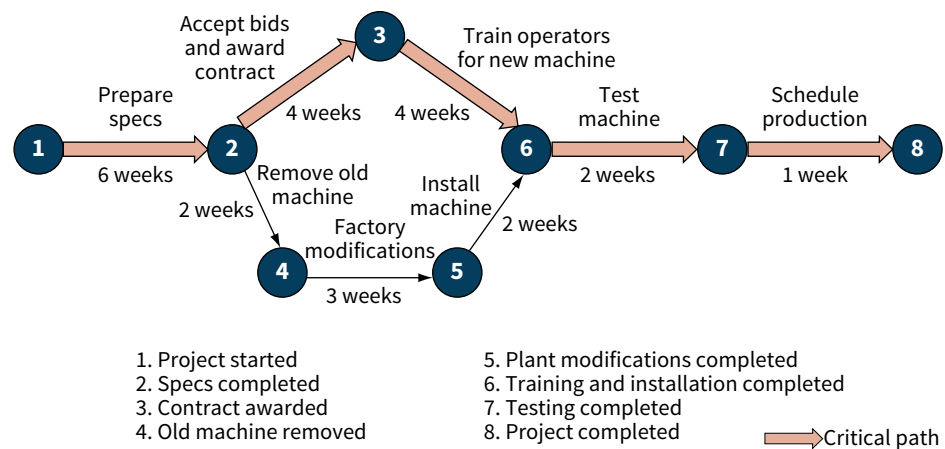 Accept bids
and award
contract
3
Train operators
for new machine
Prepare
specs
4 weeks
4 weeks
Test
machine
Schedule
production
1
2
6
7
8
6 weeks
2 weeks
1 week
Remove old
machine
2 weeks
Install
machine
2 weeks
Factory
modifications
4
5
3 weeks
1. Project started
2. Specs completed
3. Contract awarded
4. Old machine removed
5. Plant modifications completed
6. Training and installation completed
7. Testing completed
8. Project completed
Critical path